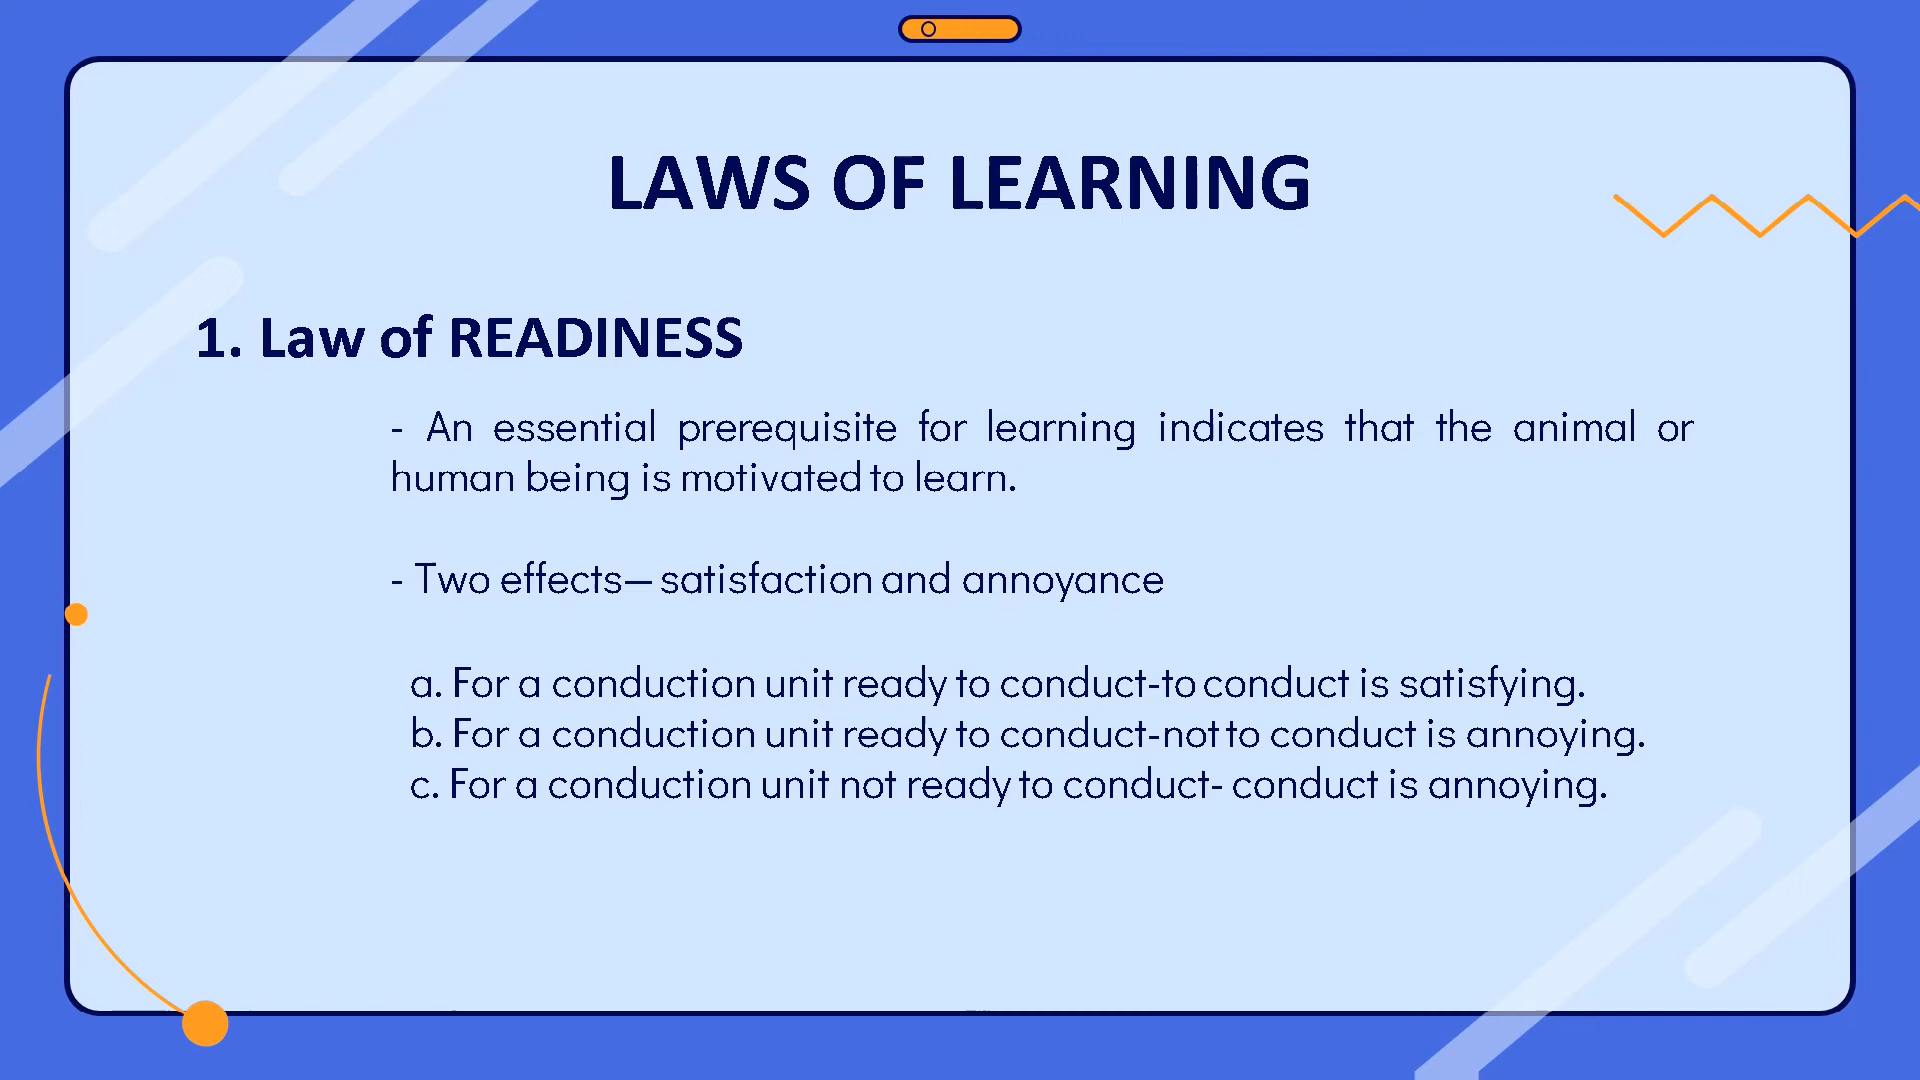 LAWS OF LEARNING
1. Law of READINESS
- An essential prerequisite for learning indicates that the animal or
human being is motivated to learn.
- Two effects— satisfaction and annoyance
a. For a conduction unit ready to conduct-to conduct is satisfying.
b. For a conduction unit ready to conduct-not to conduct is annoying.
c. For a conduction unit not ready to conduct- conduct is annoying.